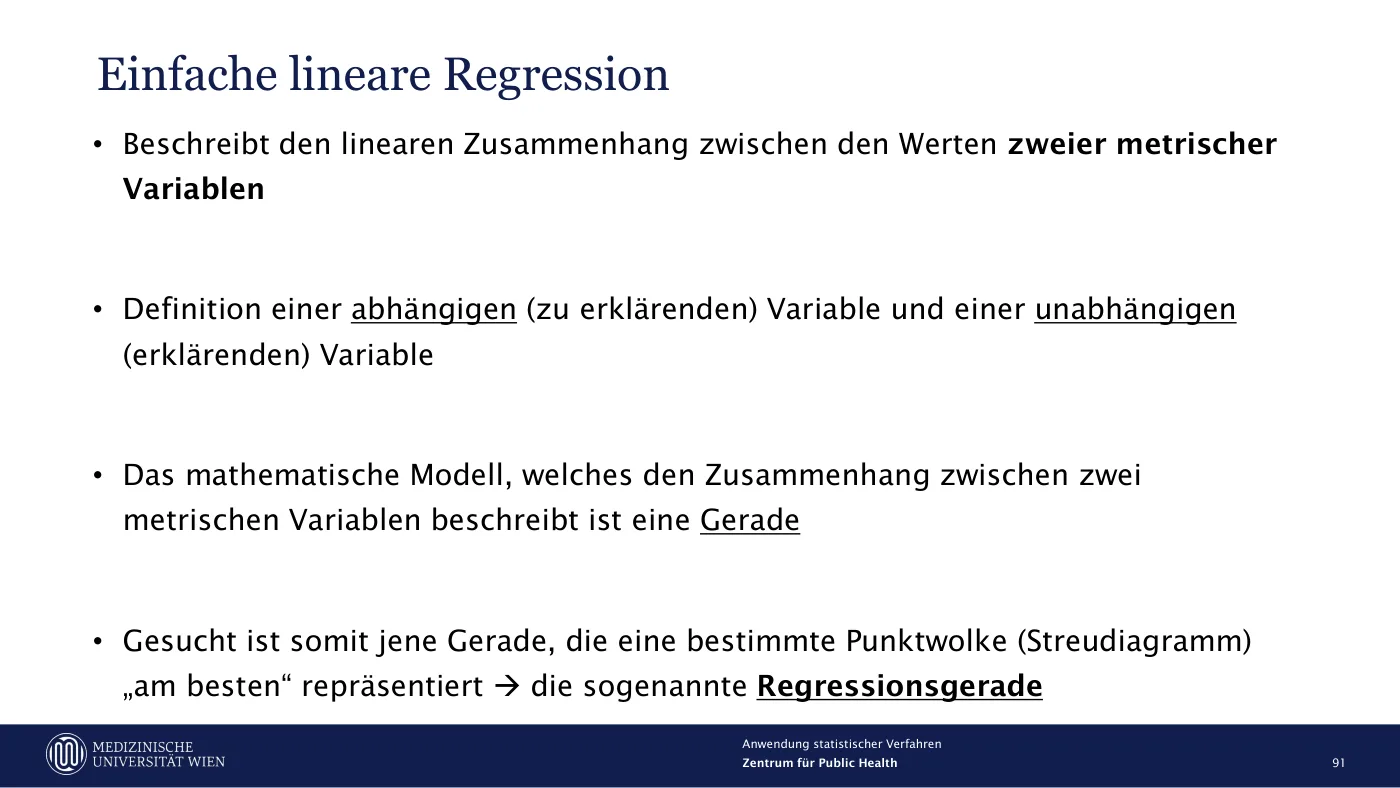 Einfache lineare Regression
• Beschreibt den linearen Zusammenhang zwischen den Werten zweier metrischer
Variablen
• Definition einer abhängigen (zu erklärenden) Variable und einer unabhängigen
(erklärenden) Variable
• Das mathematische Modell, welches den Zusammenhang zwischen zwei
metrischen Variablen beschreibt ist eine Gerade
• Gesucht ist somit jene Gerade, die eine bestimmte Punktwolke (Streudiagramm)
„am besten“ repräsentiert → die sogenannte Regressionsgerade
MEDIZINISCHE
UNIVERSITÄT WIEN
Anwendung statistischer Verfahren
Zentrum für Public Health
91